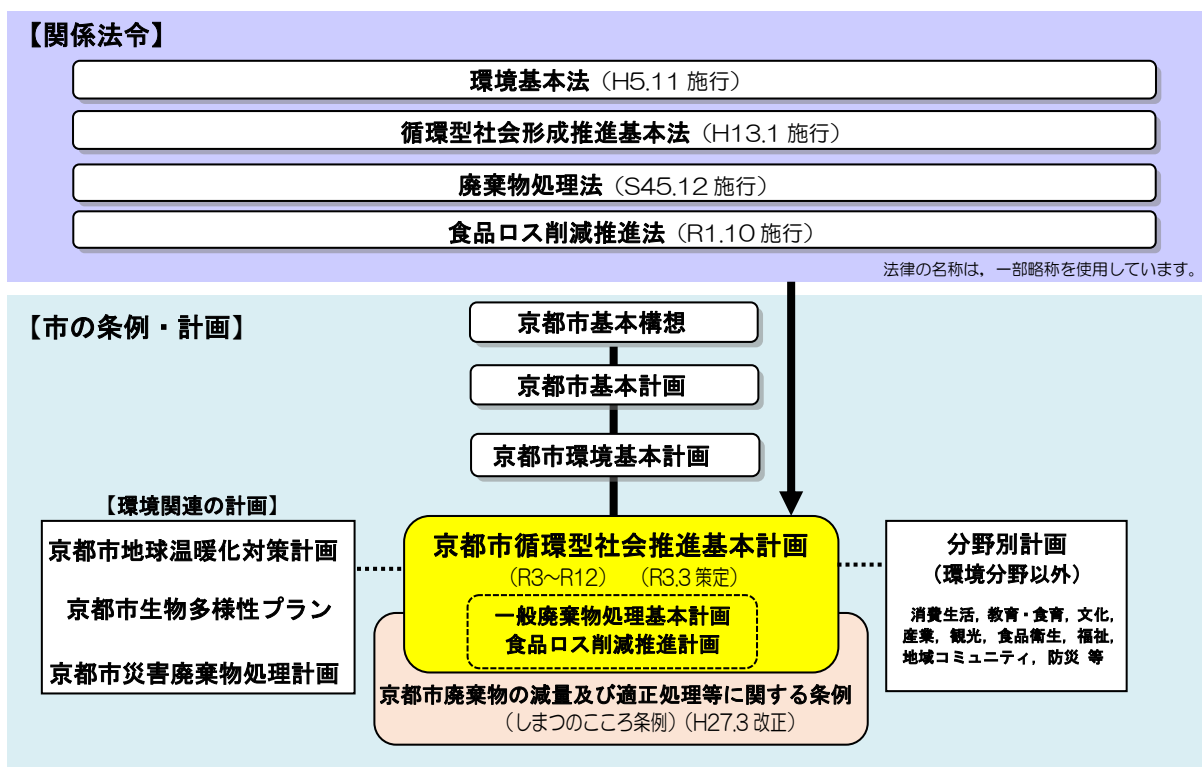 【関係法令】
環境基本法（H5.11 施行）
循環型社会形成推進基本法（H13.1 施行）
廃棄物処理法（S45.12 施行）
食品ロス削減推進法（R1.10 施行）
法律の名称は，一部略称を使用しています。
【市の条例・計画】
京都市基本構想
京都市基本計画
京都市環境基本計画
【環境関連の計画】
京都市地球温暖化対策計画
京都市生物多様性プラン
京都市災害廃棄物処理計画
京都市循環型社会推進基本計画
（R3～R12）　（R3.3 策定）
一般廃棄物処理基本計画
食品ロス削減推進計画
京都市廃棄物の減量及び適正処理等に関する条例
（しまつのこころ条例）（H27.3 改正）
分野別計画
（環境分野以外）
消費生活，教育・食育，文化，
産業，観光，食品衛生，福祉，
地域コミュニティ，防災 等